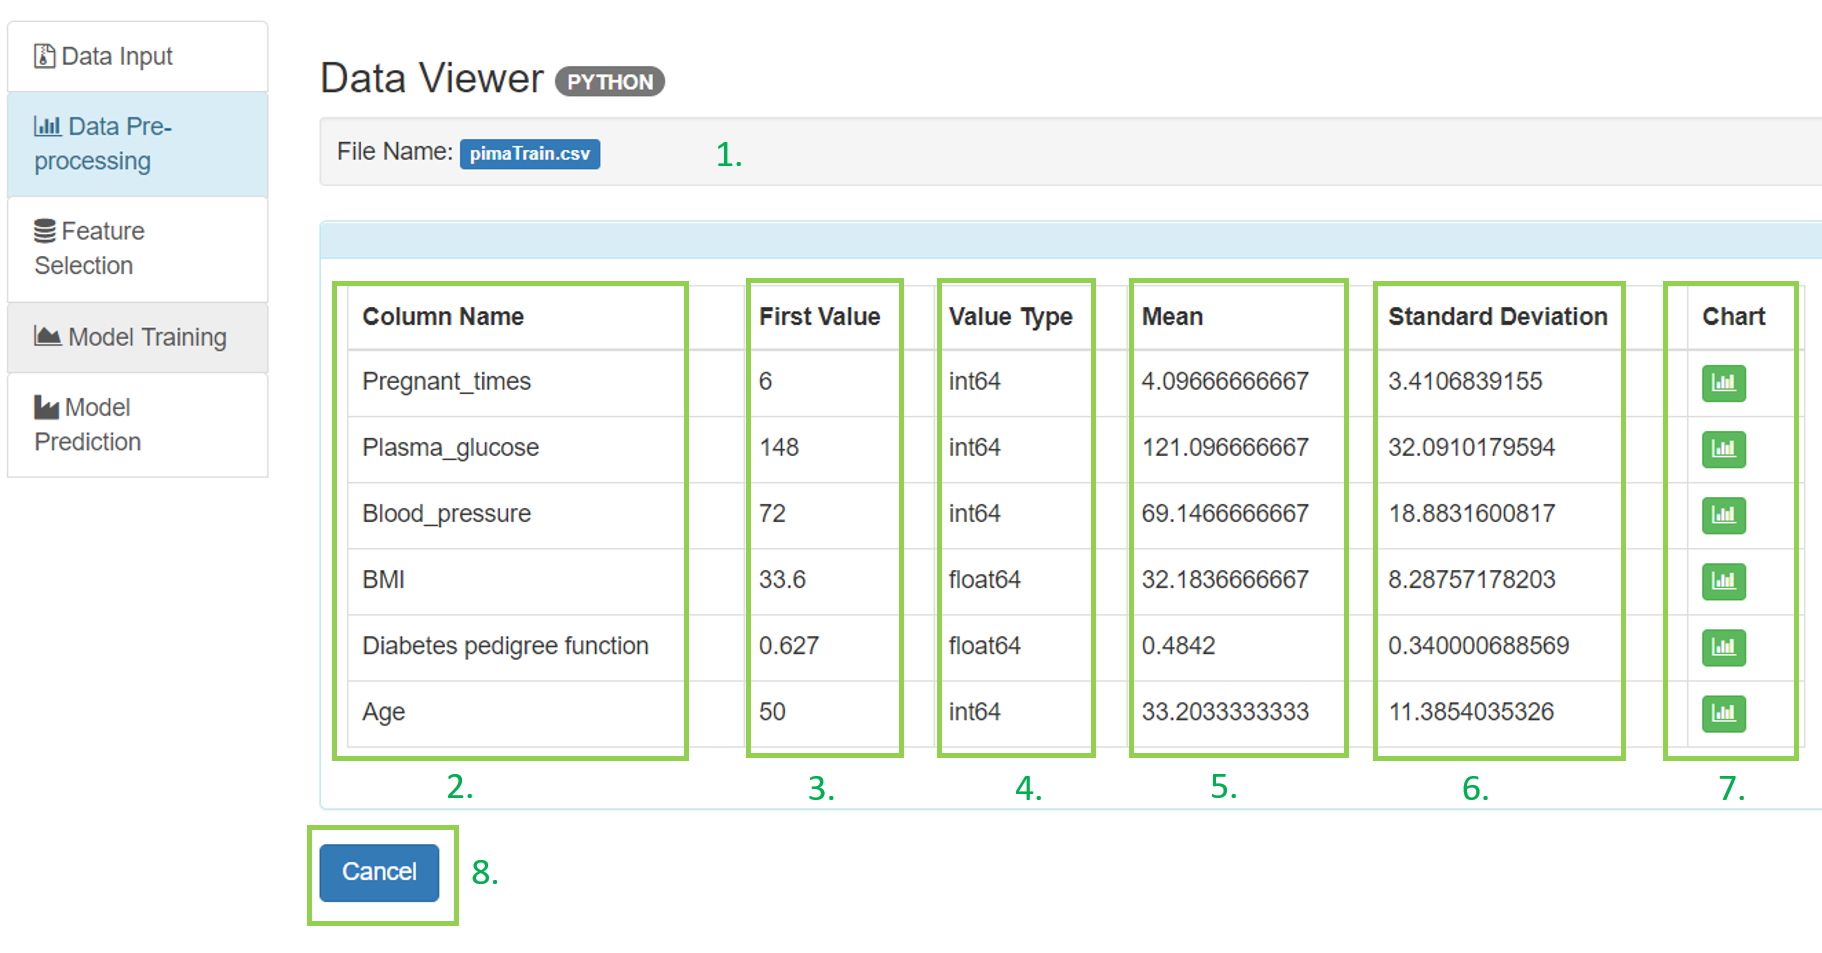 Data Input
Data Pre-
processing
Feature
Selection
Model Training
Model
Prediction
Data Viewer PYTHON
File Name: pimaTrain.csv 1.
Column Name First Value Value Type Mean Standard Deviation Chart
Pregnant_times 6 int64 4.09666666667 3.4106839155
Plasma_glucose 148 int64 121.096666667 32.0910179594
Blood_pressure 72 int64 69.1466666667 18.8831600817
BMI 33.6 float64 32.1836666667 8.28757178203
Diabetes pedigree function 0.627 float64 0.4842 0.340000688569
Age 50 int64 33.2033333333 11.3854035326
2. 3. 4. 5. 6. 7.
Cancel 8.